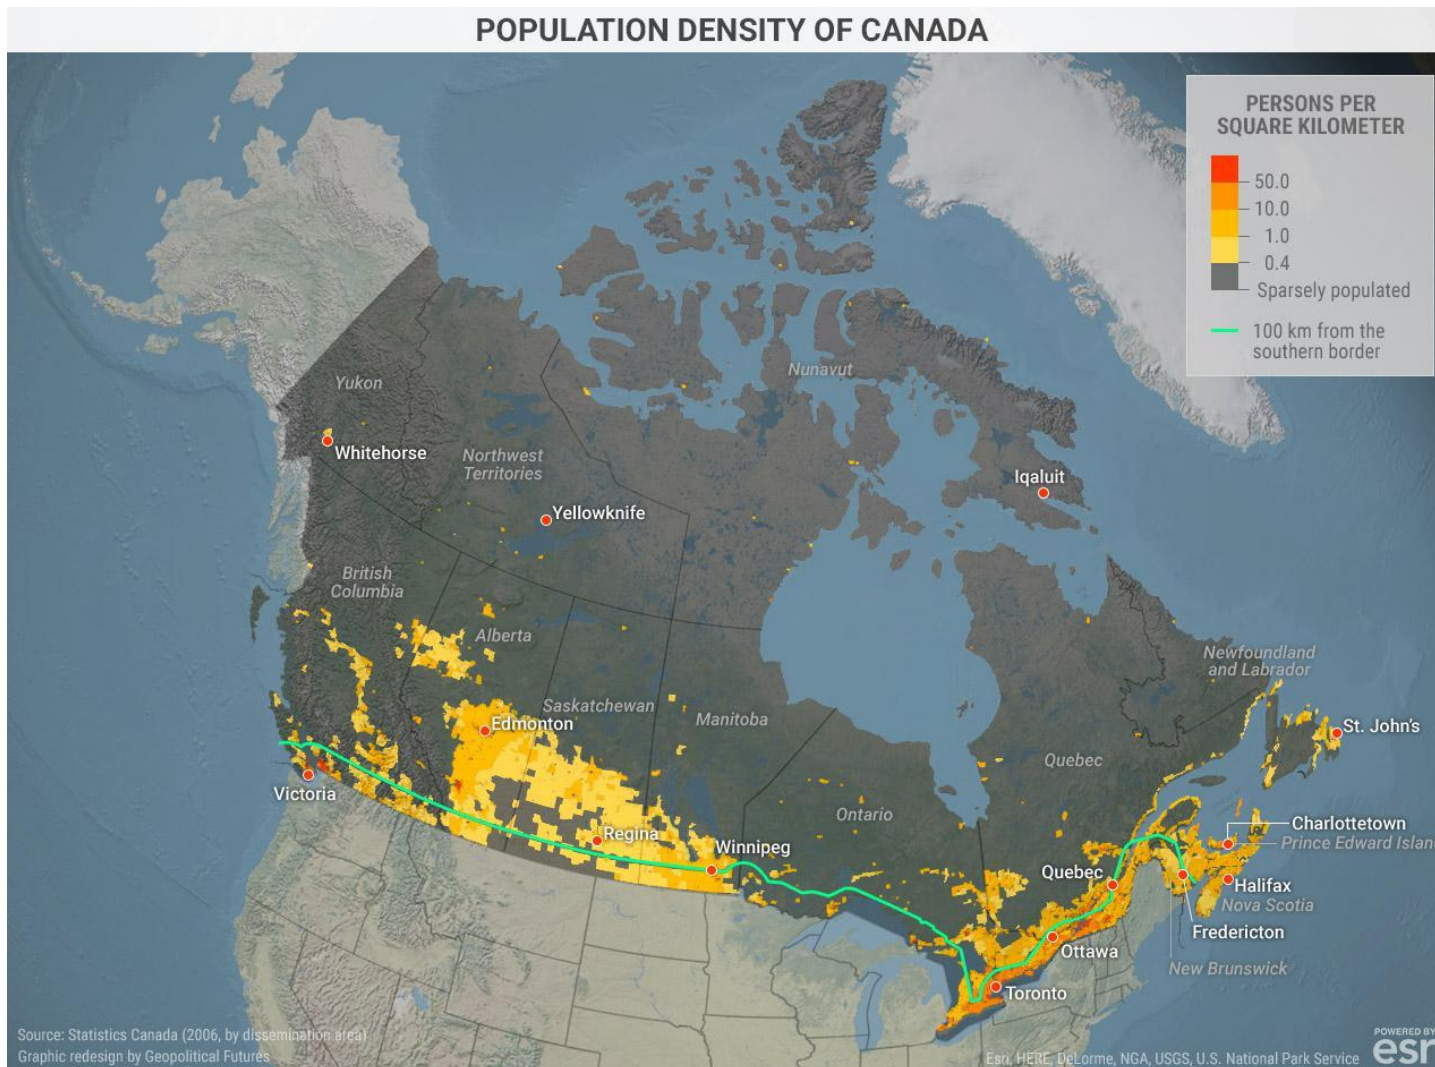 POPULATION DENSITY OF CANADA
PERSONS PER
SQUARE KILOMETER
50.0
10.0
1.0
0.4
Sparsely populated
100 km from the
southern border
Yukon
Whitehorse
Northwest
Territories
Yellowknife
Nunavut
Iqaluit
British
Columbia
Alberta
Edmonton
Saskatchewan
Manitoba
Newfoundland
and Labrador
St. John's
Victoria
Regina
Winnipeg
Ontario
Quebec
Quebec
Charlottetown
Prince Edward Islan
Halifax
Nova Scotia
Fredericton
New Brunswick
Ottawa
Toronto
Source: Statistics Canada (2006, by dissemination area)
Graphic redesign by Geopolitical Futures
Esri, HERE, DeLorme, NGA, USGS, U.S. National Park Service
POWERED BY
esr